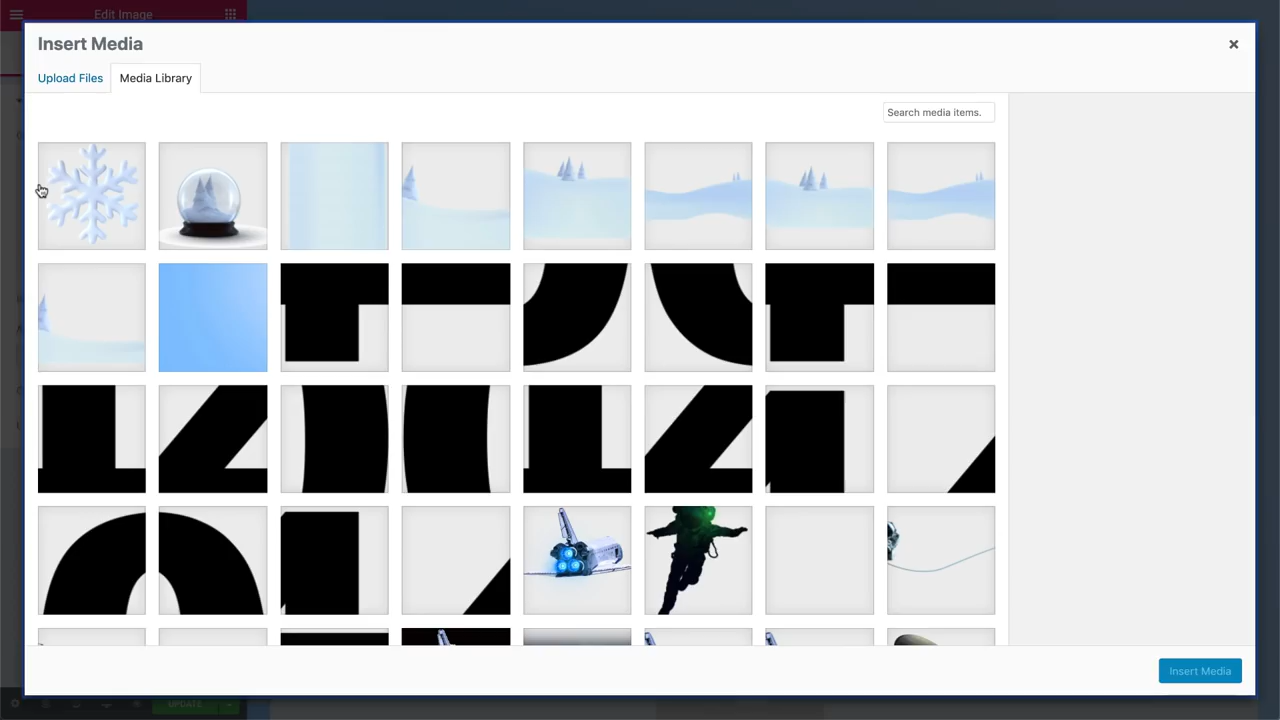 Edit Image
Insert Media
Upload Files
Media Library
Search media items.
Insert Media
UPDATE